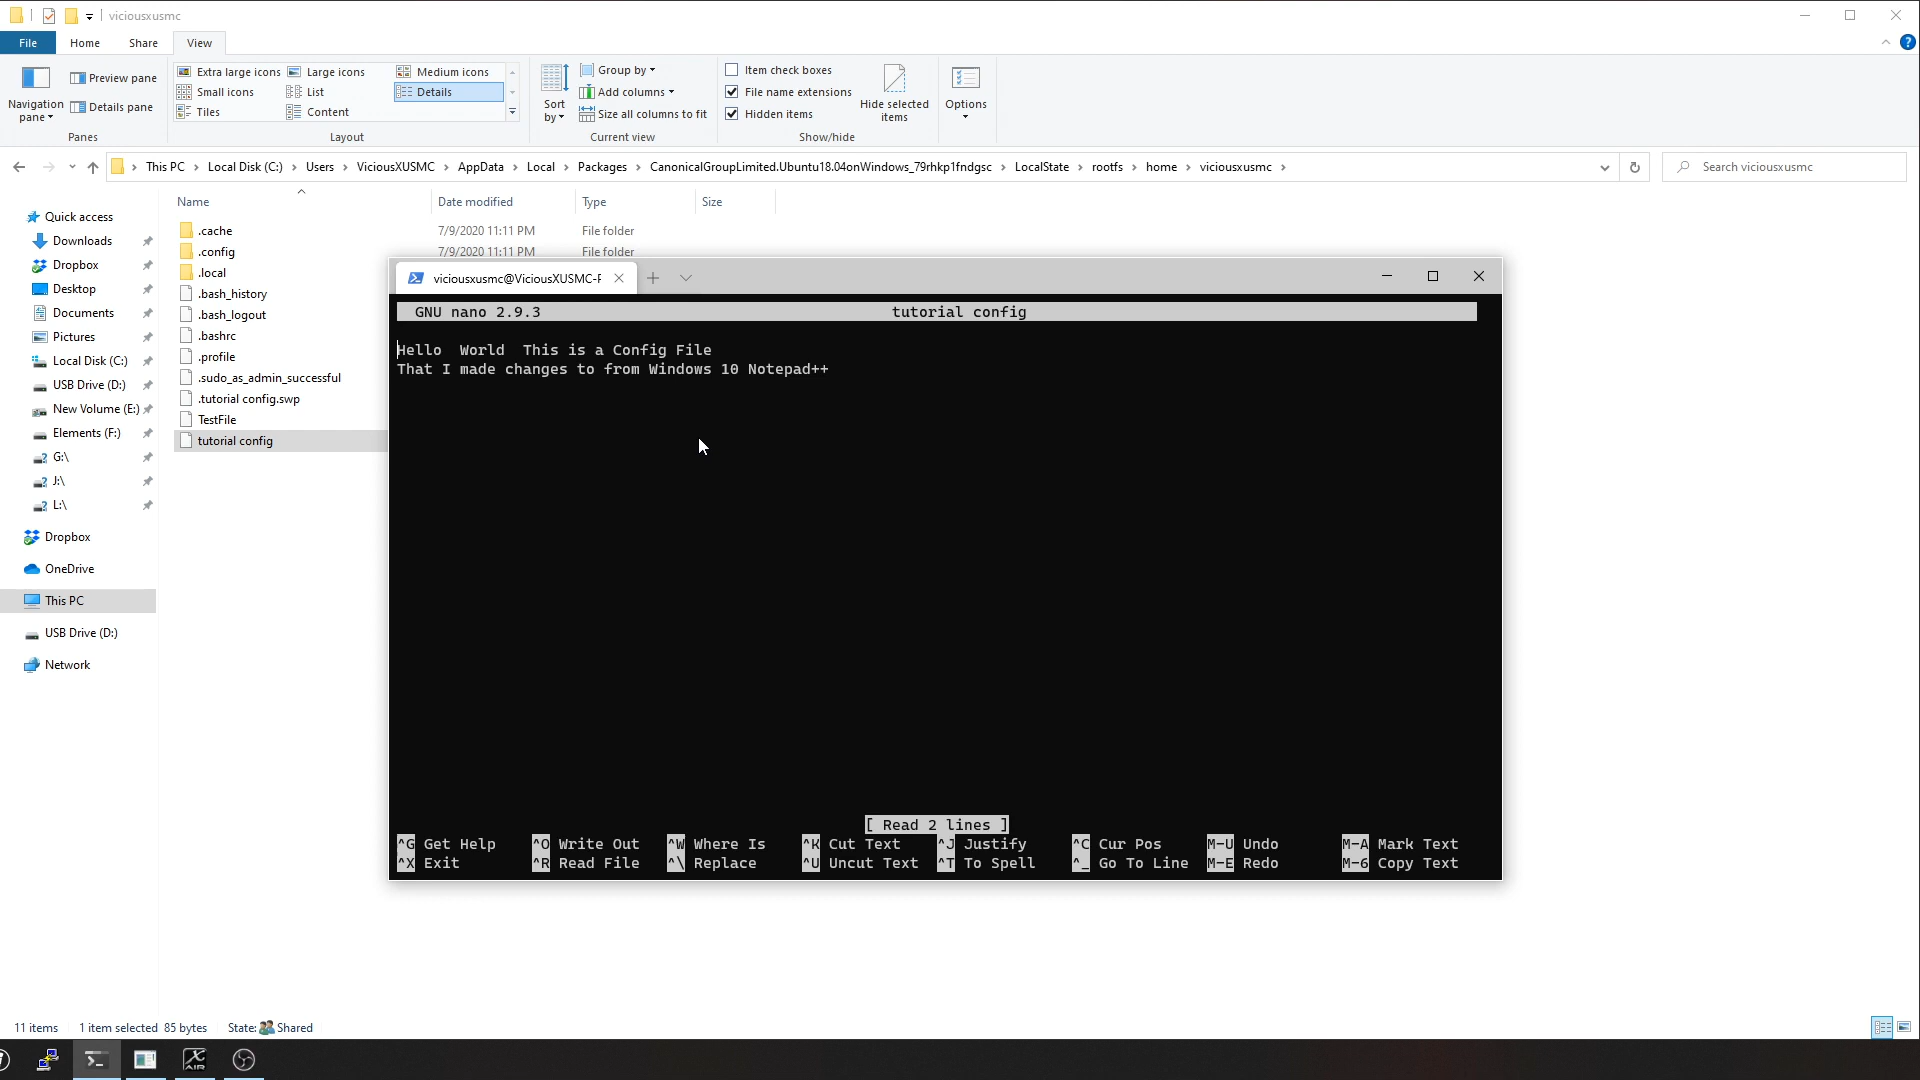 viciousxusmc
File Home Share View
Navigation pane
Preview pane
Details pane
Panes
Extra large icons Large icons Medium icons
Small icons List Details
Tiles Content
Layout
Sort by
Group by
Add columns
Size all columns to fit
Current view
Item check boxes
File name extensions
Hidden items
Hide selected items
Show/hide
Options
This PC > Local Disk (C:) > Users > ViciousXUSMC > AppData > Local > Packages > CanonicalGroupLimited.Ubuntu18.04onWindows_79rhkp1fndgsc > LocalState > rootfs > home > viciousxusmc >
Search viciousxusmc
Quick access
Downloads
Dropbox
Desktop
Documents
Pictures
Local Disk (C:)
USB Drive (D:)
New Volume (E:)
Elements (F:)
G:\
J:\
L:\
Dropbox
OneDrive
This PC
USB Drive (D:)
Network
Name Date modified Type Size
.cache 7/9/2020 11:11 PM File folder
.config 7/9/2020 11:11 PM File folder
.local
.bash_history
.bash_logout
.bashrc
.profile
.sudo_as_admin_successful
.tutorial config.swp
TestFile
tutorial config
viciousxusmc@ViciousXUSMC-F
GNU nano 2.9.3 tutorial config
Hello  World  This is a Config File
That I made changes to from Windows 10 Notepad++
[ Read 2 lines ]
^G Get Help ^O Write Out ^W Where Is ^K Cut Text ^J Justify ^C Cur Pos M-U Undo M-A Mark Text
^X Exit ^R Read File ^\ Replace ^U Uncut Text ^T To Spell ^_ Go To Line M-E Redo M-6 Copy Text
11 items 1 item selected 85 bytes State: Shared
X AIR